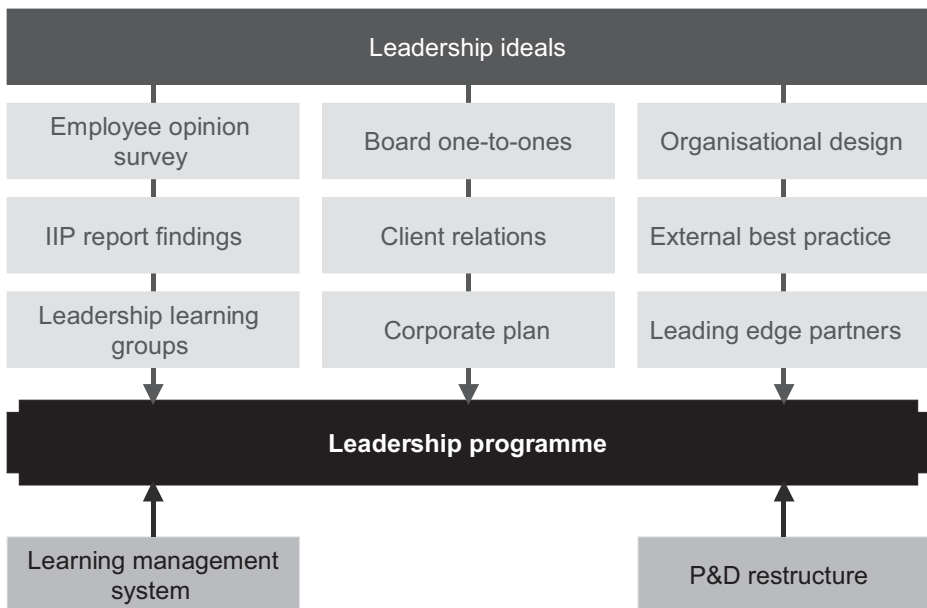 Leadership ideals
Employee opinion
survey
Board one-to-ones
Organisational design
IIP report findings
Client relations
External best practice
Leadership learning
groups
Corporate plan
Leading edge partners
Leadership programme
Learning management
system
P&D restructure